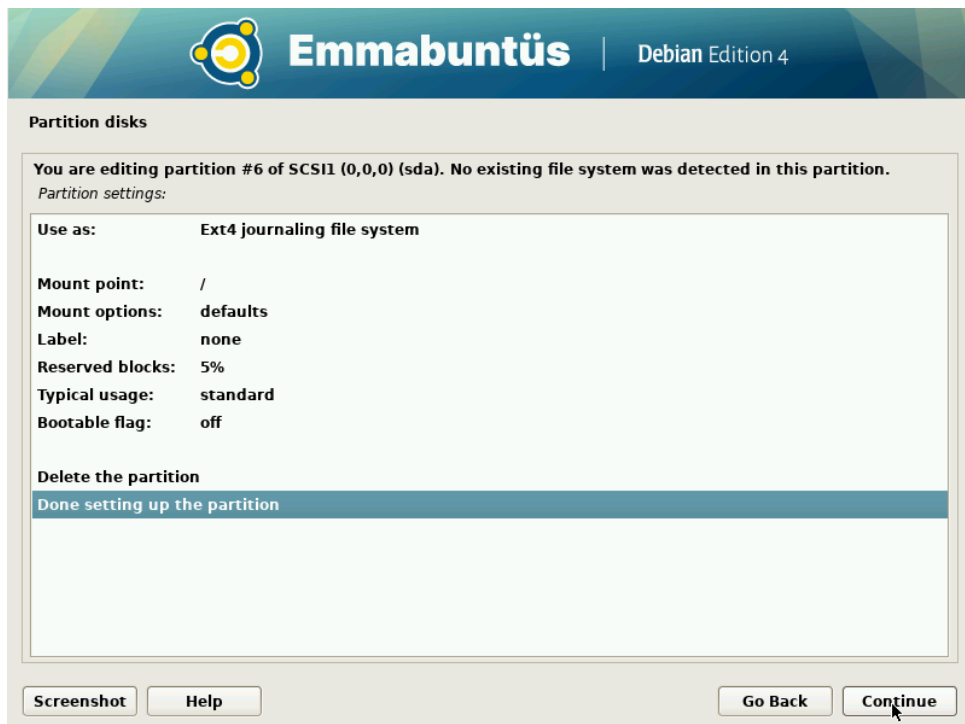 Emmabuntüs | Debian Edition 4
Partition disks
You are editing partition #6 of SCSI1 (0,0,0) (sda). No existing file system was detected in this partition.
Partition settings:
Use as: Ext4 journaling file system
Mount point: /
Mount options: defaults
Label: none
Reserved blocks: 5%
Typical usage: standard
Bootable flag: off
Delete the partition
Done setting up the partition
Screenshot Help Go Back Continue